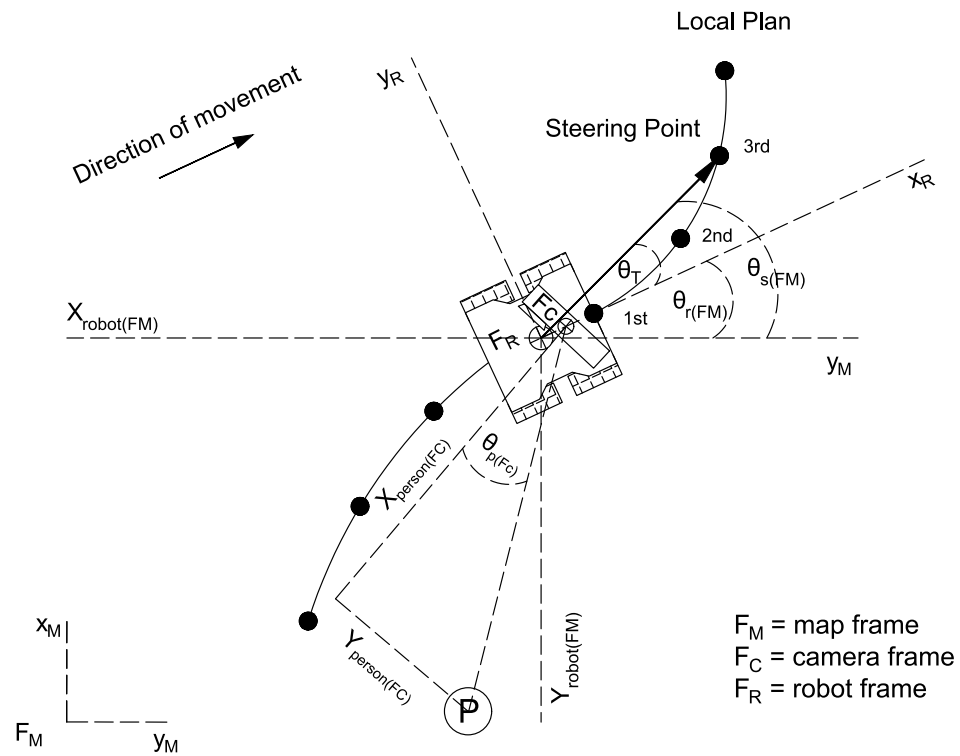 Local Plan
y_R
Direction of movement
Steering Point
3rd
x_R
2nd
θ_T
θ_s(FM)
θ_r(FM)
1st
F_C
F_R
X_robot(FM)
y_M
θ_p(Fc)
X_person(FC)
Y_person(FC)
Y_robot(FM)
P
x_M
F_M
y_M
F_M = map frame
F_C = camera frame
F_R = robot frame